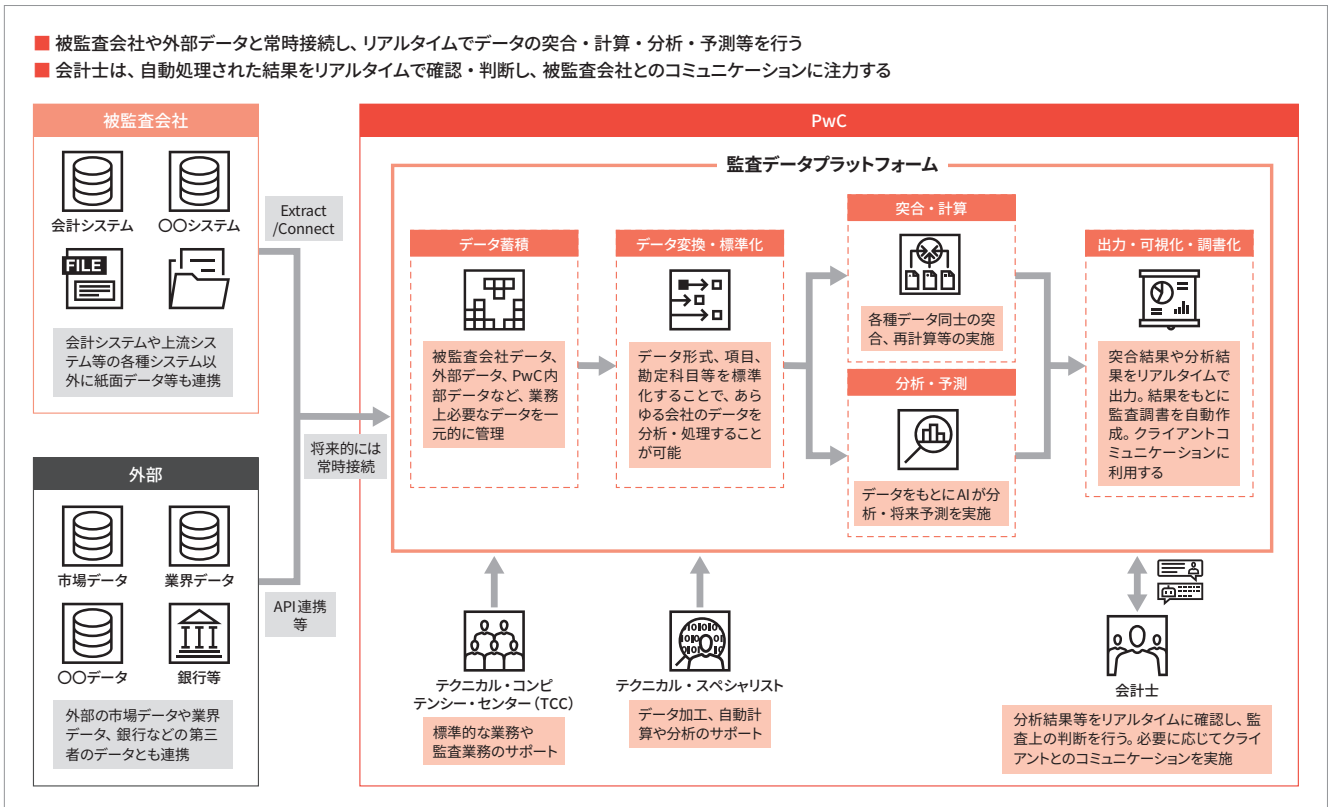 被監査会社や外部データと常時接続し、リアルタイムでデータの突合・計算・分析・予測等を行う
会計士は、自動処理された結果をリアルタイムで確認・判断し、被監査会社とのコミュニケーションに注力する
被監査会社
会計システム
〇〇システム
FILE
会計システムや上流シス
テム等の各種システム以
外に紙面データ等も連携
外部
市場データ
業界データ
〇〇データ
銀行等
外部の市場データや業界
データ、銀行などの第三
者のデータとも連携
Extract
/Connect
将来的には
常時接続
API連携
等
PwC
監査データプラットフォーム
データ蓄積
被監査会社データ、
外部データ、PwC内
部データなど、業務
上必要なデータを一
元的に管理
データ変換・標準化
データ形式、項目、
勘定科目等を標準
化することで、あら
ゆる会社のデータを
分析・処理すること
が可能
突合・計算
各種データ同士の突
合、再計算等の実施
分析・予測
データをもとにAIが分
析・将来予測を実施
出力・可視化・調書化
突合結果や分析結
果をリアルタイムで
出力。結果をもとに
監査調書を自動作
成。クライアントコ
ミュニケーションに
利用する
テクニカル・コンピ
テンシー・センター(TCC)
標準的な業務や
監査業務のサポート
テクニカル・スペシャリスト
データ加工、自動計
算や分析のサポート
会計士
分析結果等をリアルタイムに確認し、監
査上の判断を行う。必要に応じてクライ
アントとのコミュニケーションを実施